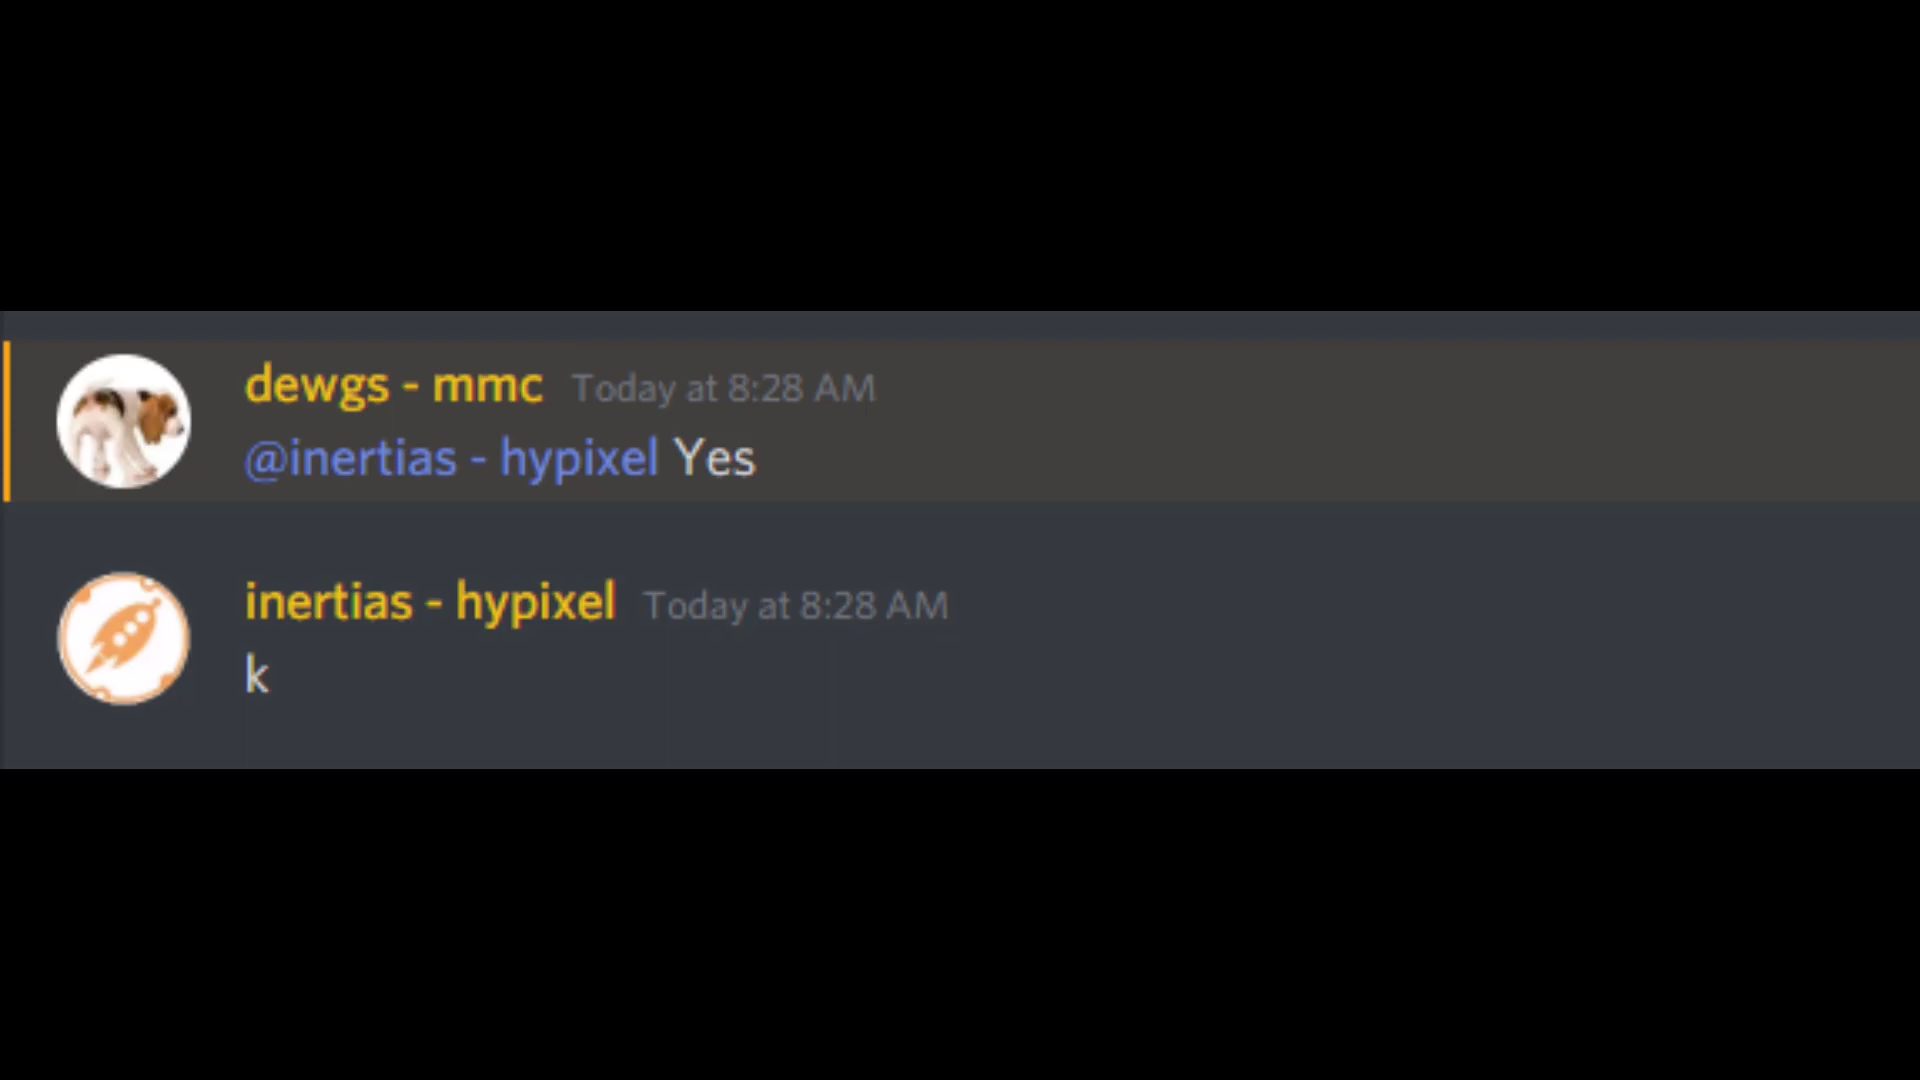 dewgs - mmc Today at 8:28 AM
@inertias - hypixel Yes
inertias - hypixel Today at 8:28 AM
k